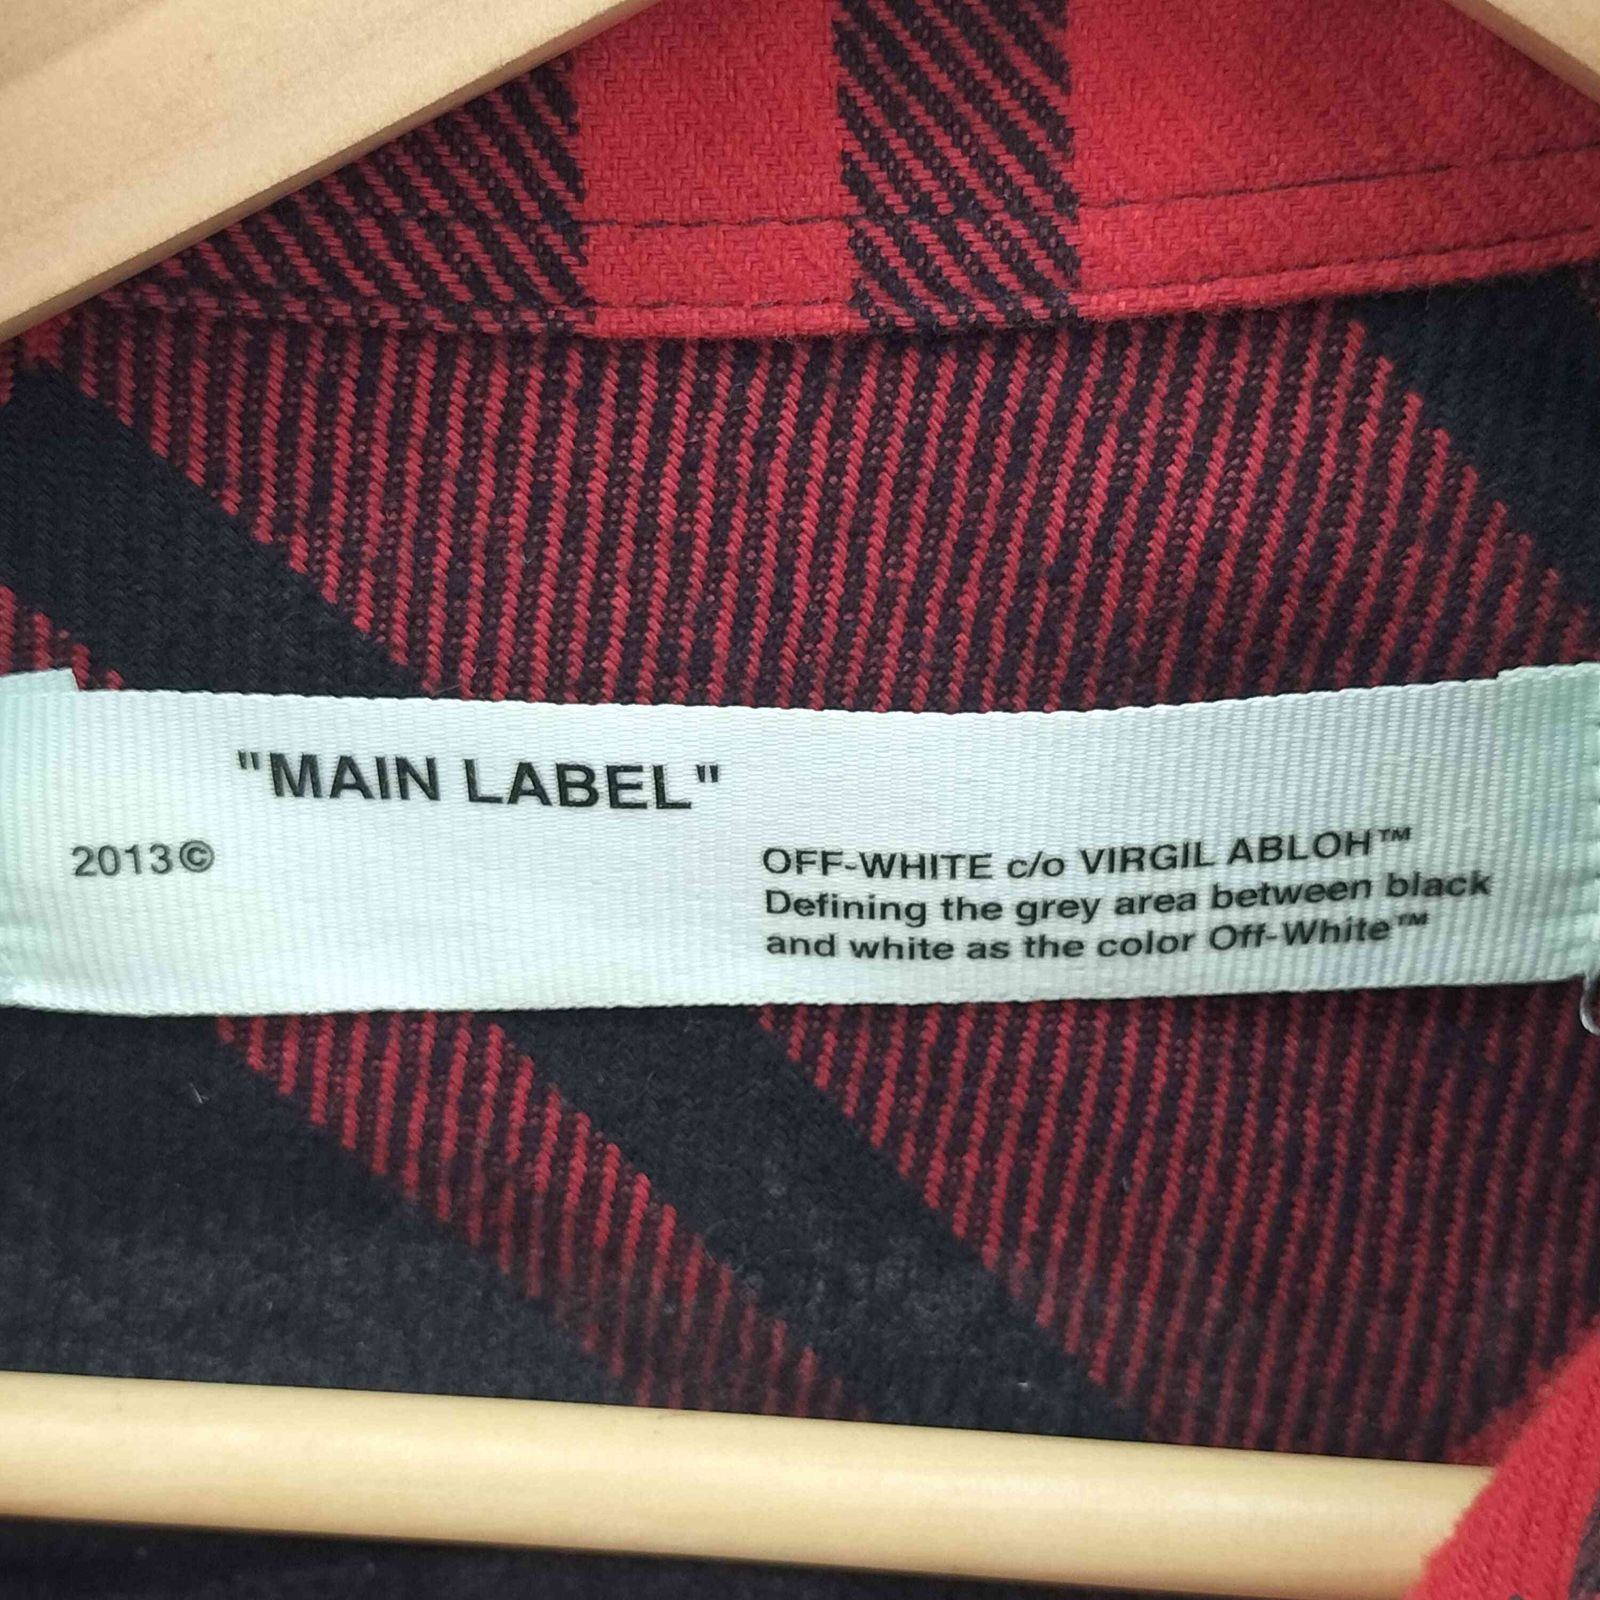 "MAIN LABEL"
2013©
OFF-WHITE c/o VIRGIL ABLOH™
Defining the grey area between black
and white as the color Off-White™